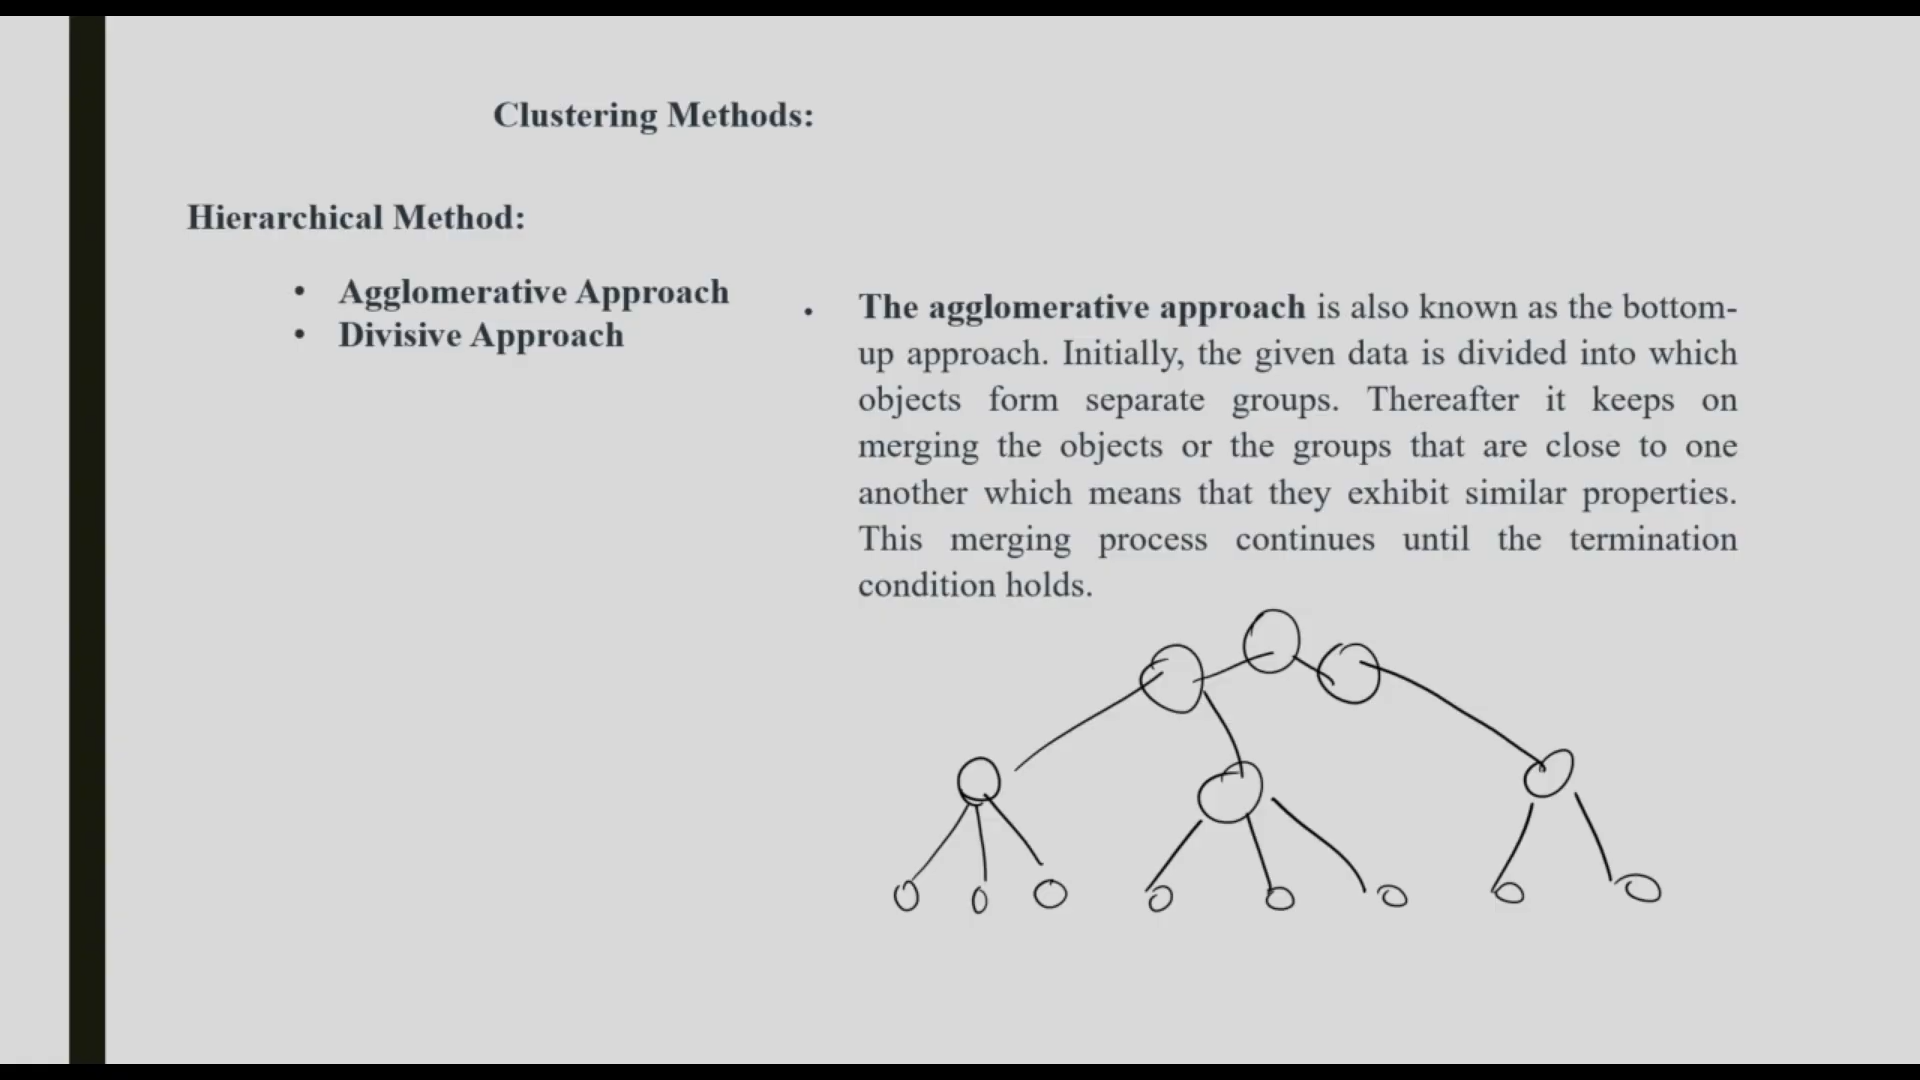 Clustering Methods:
Hierarchical Method:
• Agglomerative Approach
• Divisive Approach
• The agglomerative approach is also known as the bottom-
up approach. Initially, the given data is divided into which
objects form separate groups. Thereafter it keeps on
merging the objects or the groups that are close to one
another which means that they exhibit similar properties.
This merging process continues until the termination
condition holds.